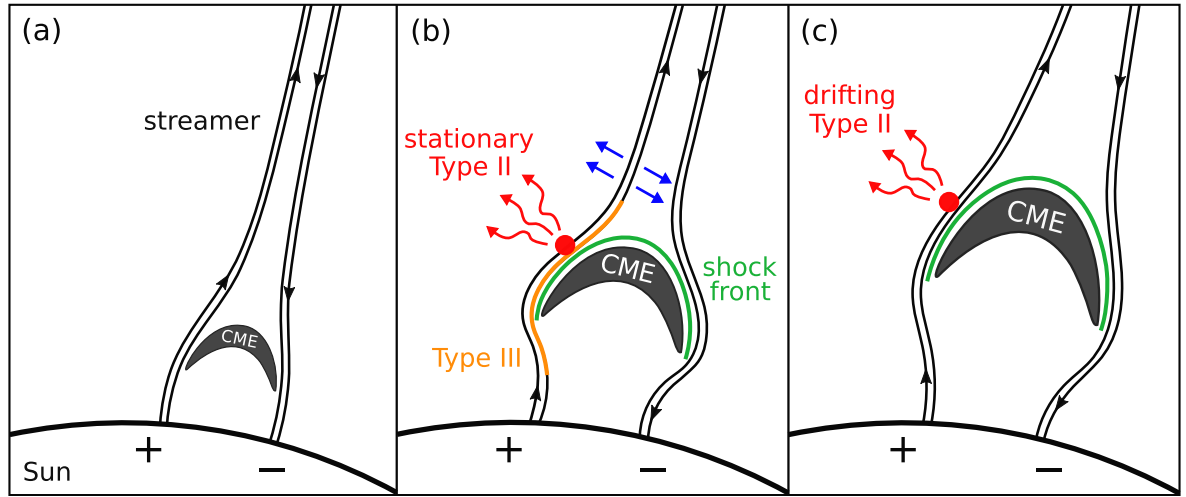 (a)
streamer
CME
+
−
Sun
(b)
stationary
Type II
CME
shock
front
Type III
+
−
(c)
drifting
Type II
CME
+
−